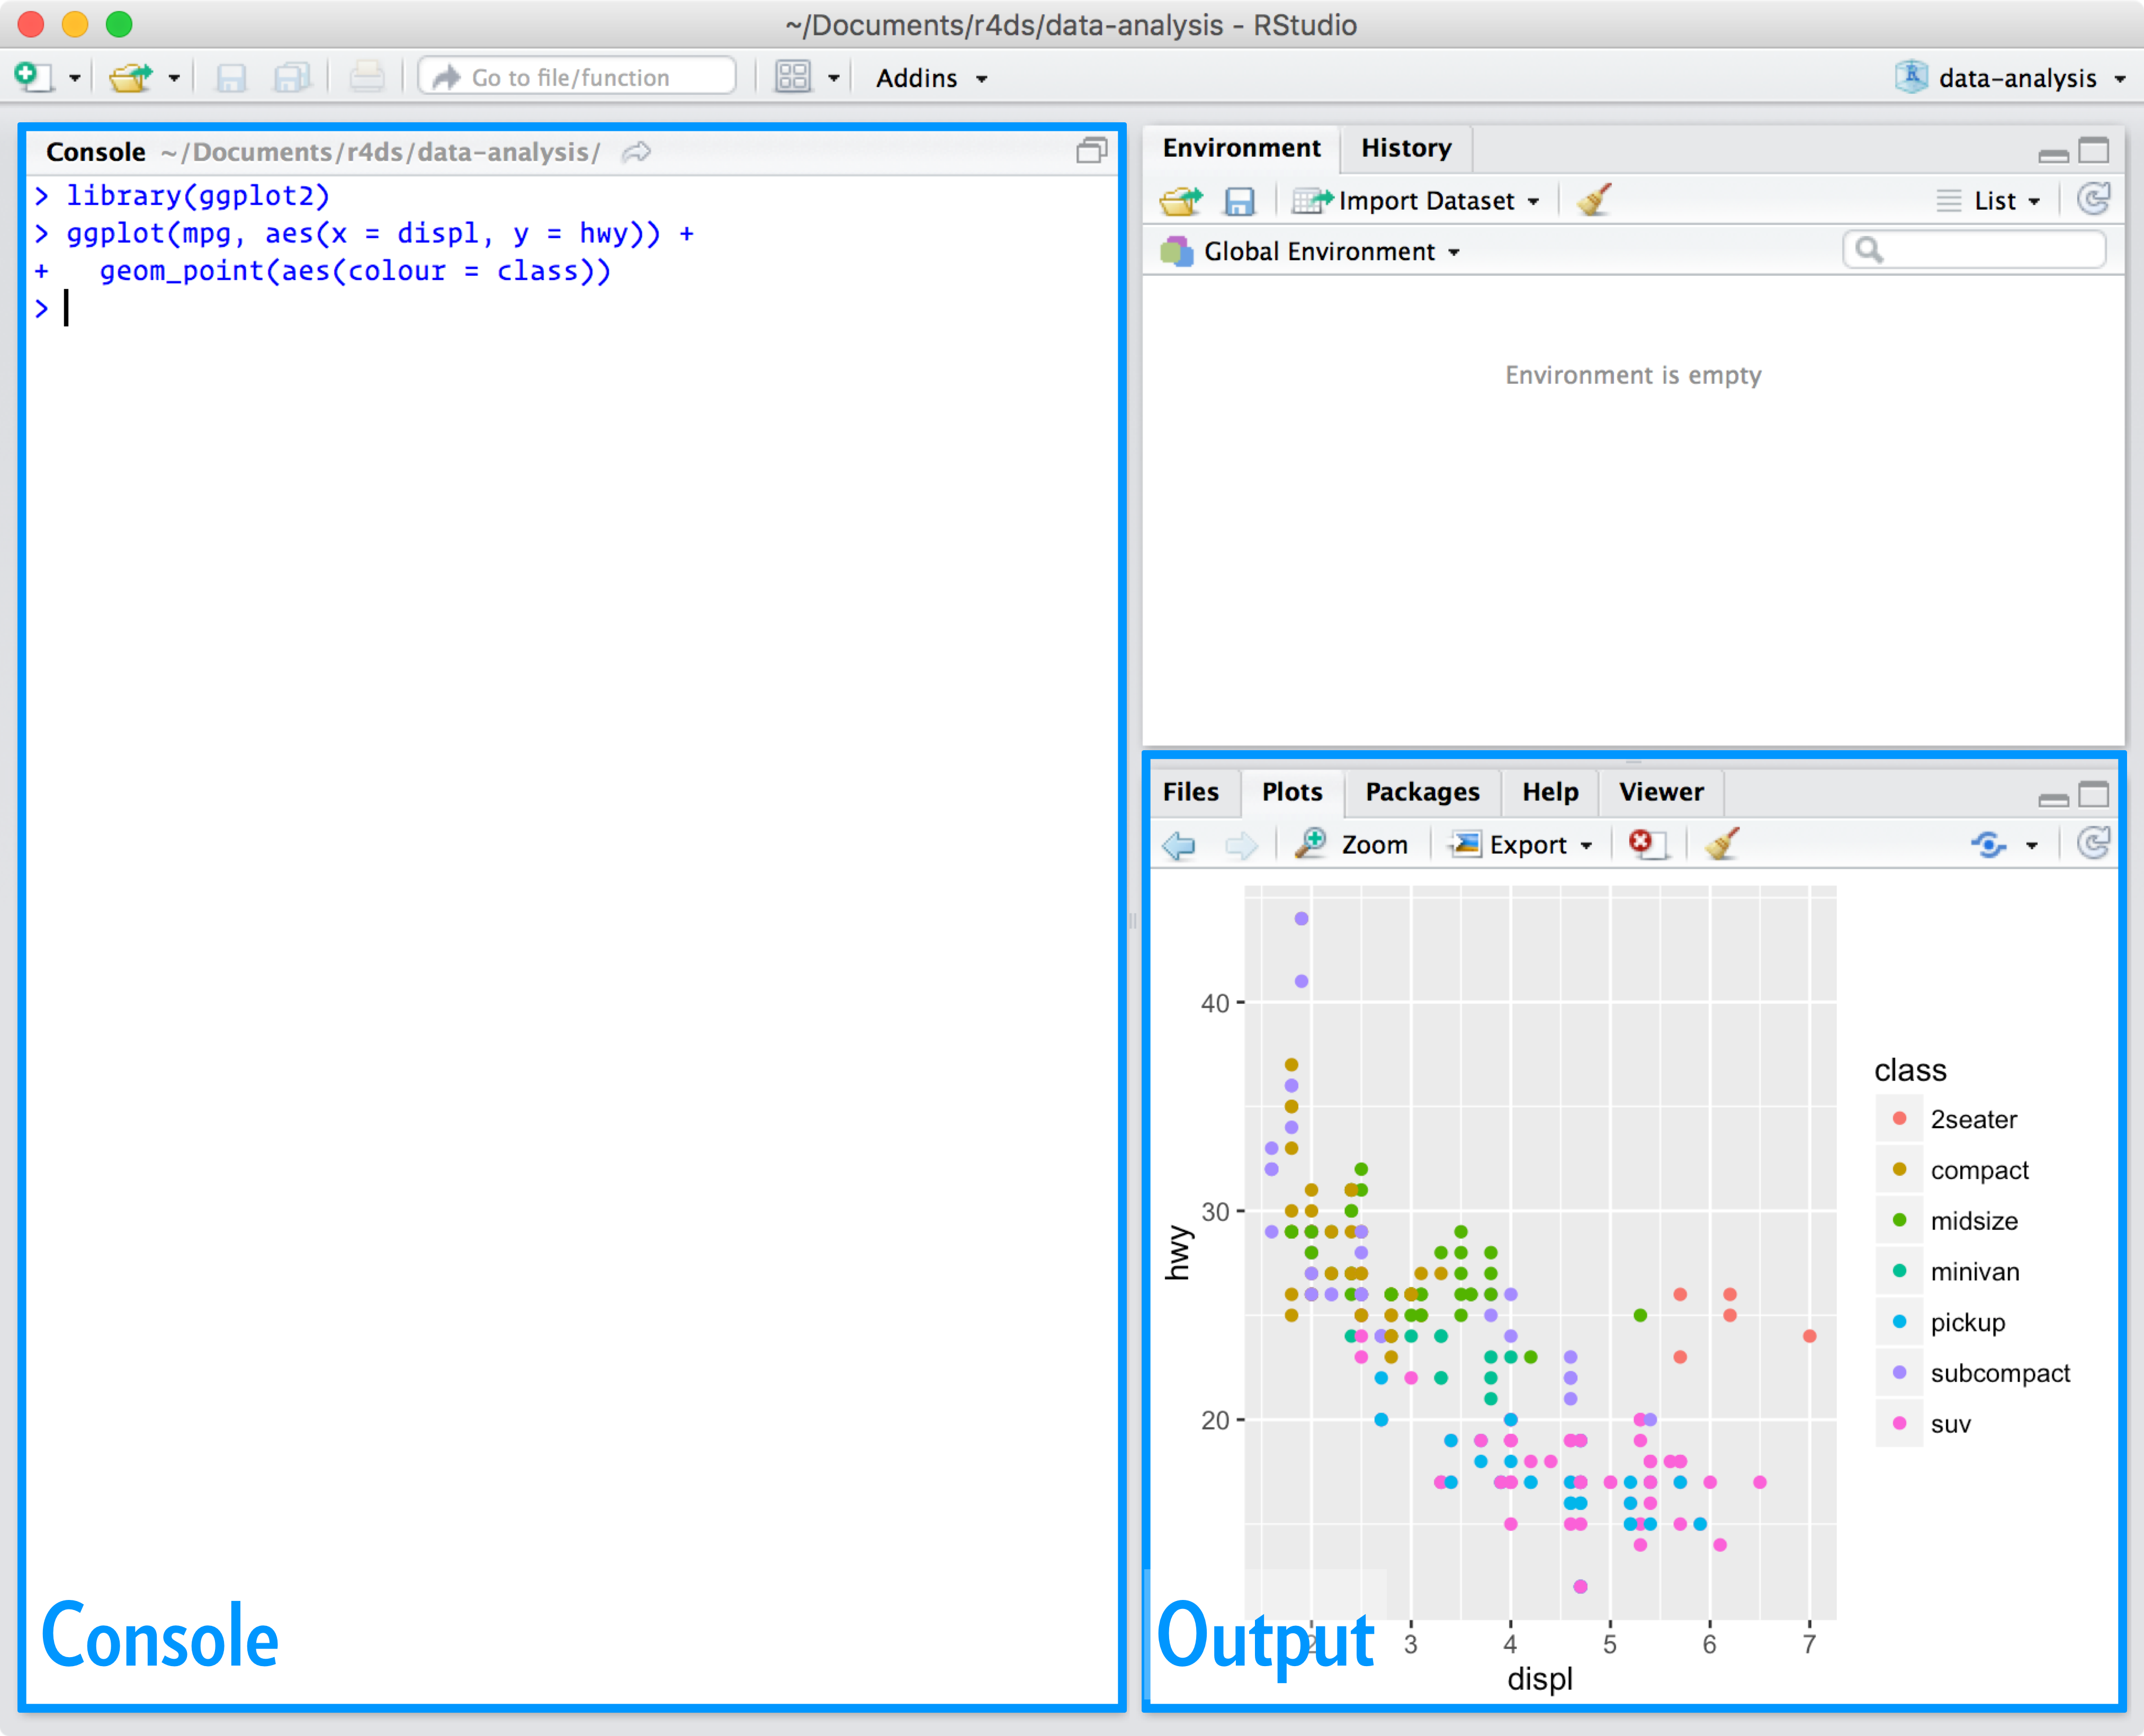 ~/Documents/r4ds/data-analysis - RStudio
Go to file/function
Addins
data-analysis
Console ~/Documents/r4ds/data-analysis/
> library(ggplot2)
> ggplot(mpg, aes(x = displ, y = hwy)) +
+   geom_point(aes(colour = class))
>
Console
Environment History
Import Dataset
List
Global Environment
Environment is empty
Files Plots Packages Help Viewer
Zoom Export
40
30
20
hwy
2 3 4 5 6 7
displ
class
2seater
compact
midsize
minivan
pickup
subcompact
suv
Output